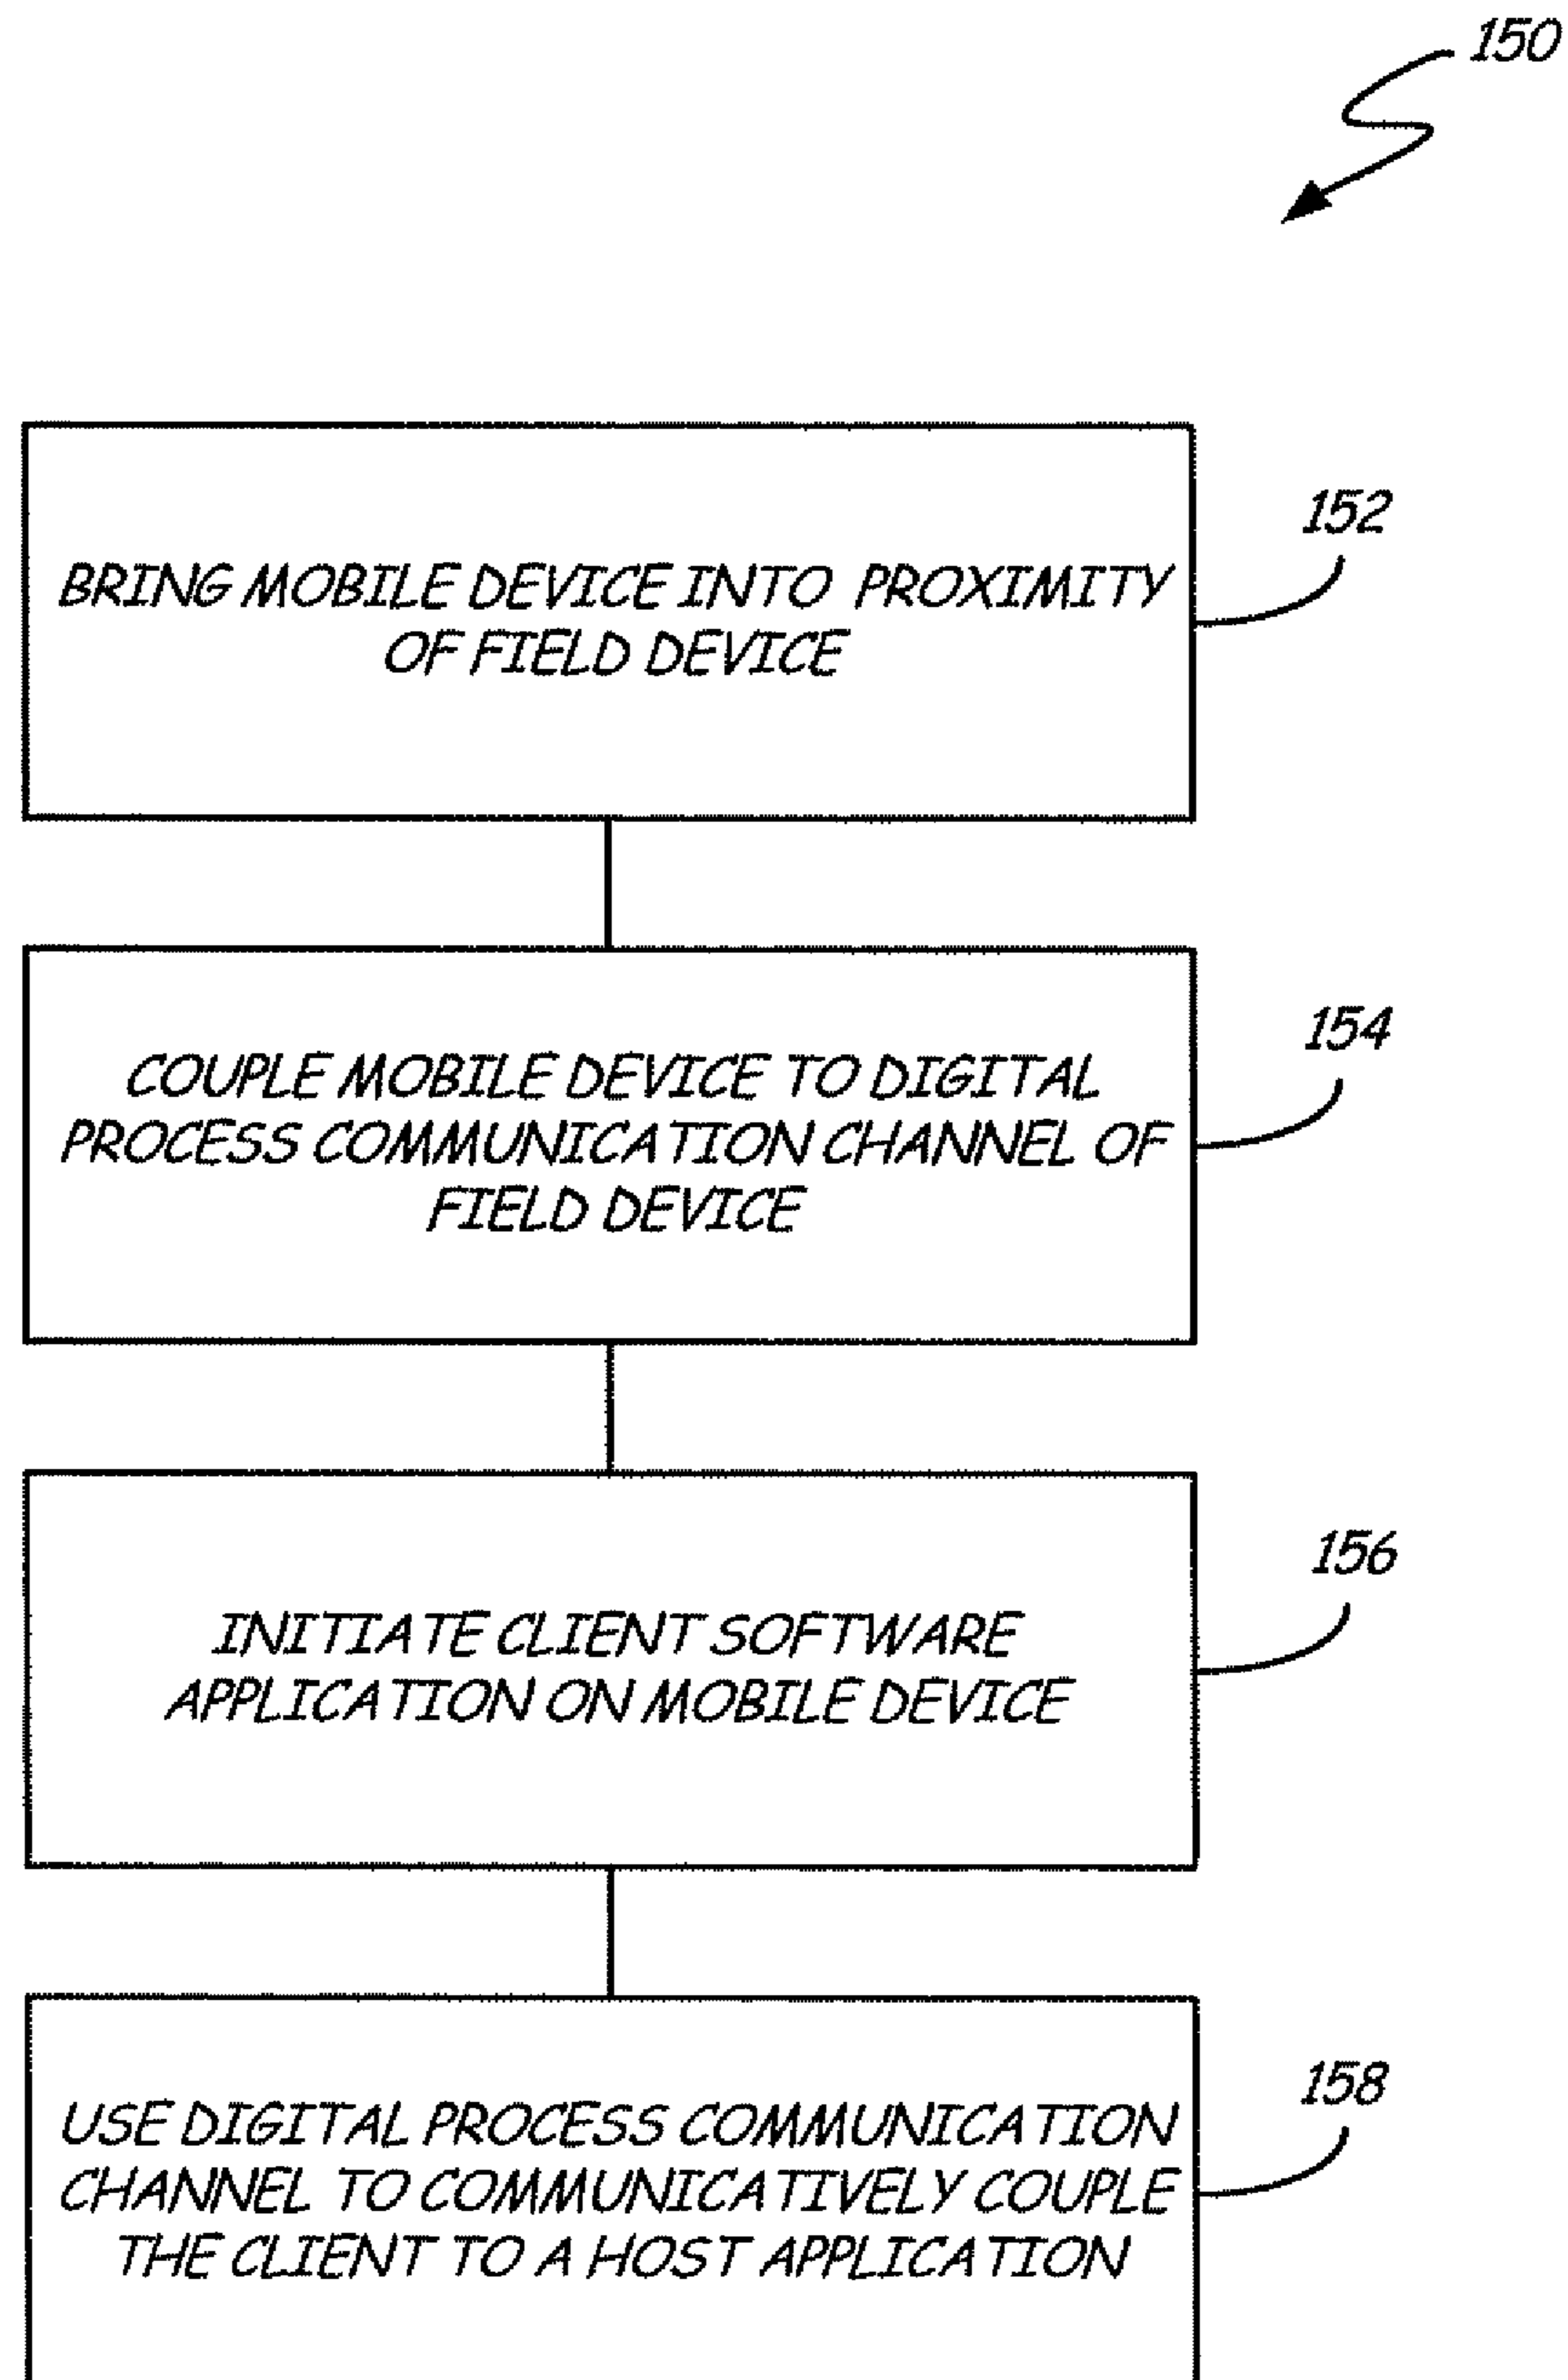 150
BRING MOBILE DEVICE INTO PROXIMITY
OF FIELD DEVICE
152
COUPLE MOBILE DEVICE TO DIGITAL
PROCESS COMMUNICATION CHANNEL OF
FIELD DEVICE
154
INITIATE CLIENT SOFTWARE
APPLICATION ON MOBILE DEVICE
156
USE DIGITAL PROCESS COMMUNICATION
CHANNEL TO COMMUNICATIVELY COUPLE
THE CLIENT TO A HOST APPLICATION
158